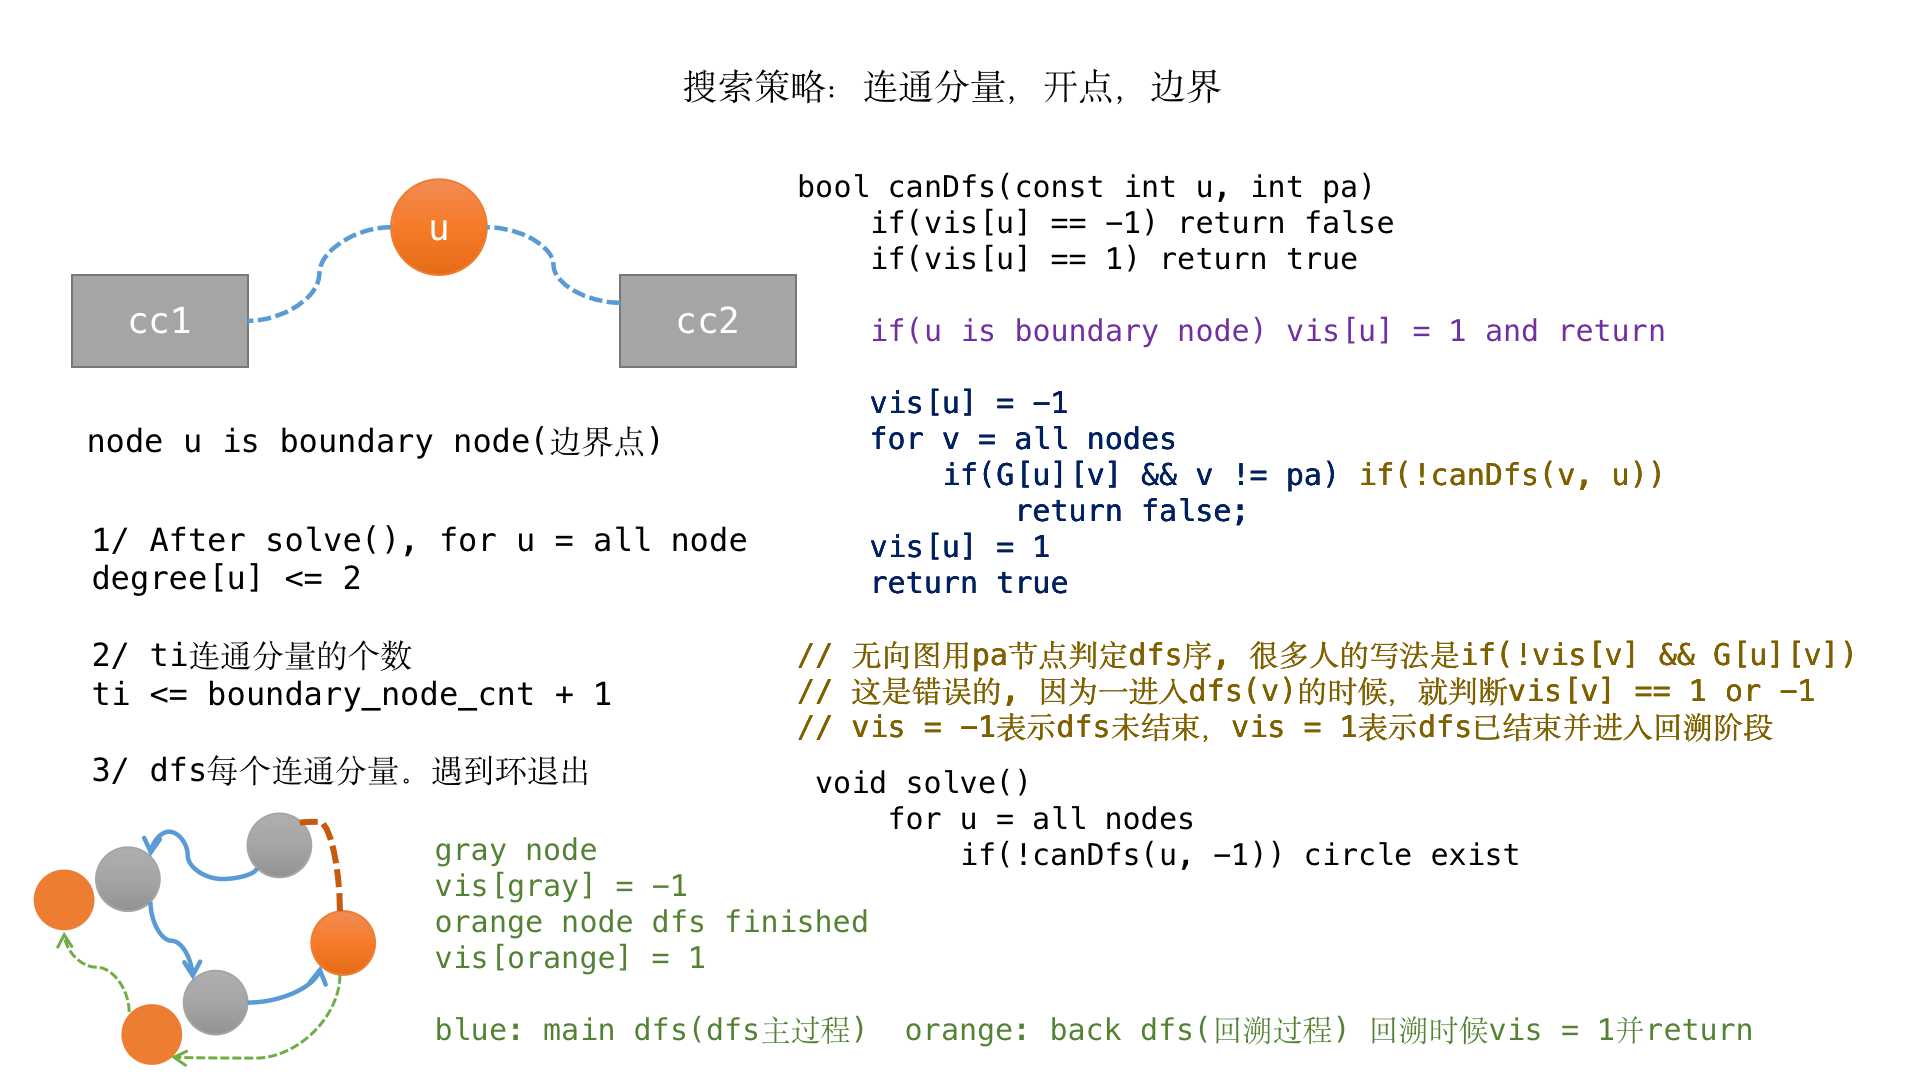 搜索策略：连通分量，开点，边界
u
cc1
cc2
node u is boundary node(边界点)
1/ After solve(), for u = all node
degree[u] <= 2
2/ ti连通分量的个数
ti <= boundary_node_cnt + 1
3/ dfs每个连通分量。遇到环退出
gray node
vis[gray] = -1
orange node dfs finished
vis[orange] = 1
blue: main dfs(dfs主过程)  orange: back dfs(回溯过程) 回溯时候vis = 1并return
bool canDfs(const int u, int pa)
if(vis[u] == -1) return false
if(vis[u] == 1) return true
if(u is boundary node) vis[u] = 1 and return
vis[u] = -1
for v = all nodes
if(G[u][v] && v != pa) if(!canDfs(v, u))
return false;
vis[u] = 1
return true
// 无向图用pa节点判定dfs序, 很多人的写法是if(!vis[v] && G[u][v])
// 这是错误的, 因为一进入dfs(v)的时候，就判断vis[v] == 1 or -1
// vis = -1表示dfs未结束，vis = 1表示dfs已结束并进入回溯阶段
void solve()
for u = all nodes
if(!canDfs(u, -1)) circle exist